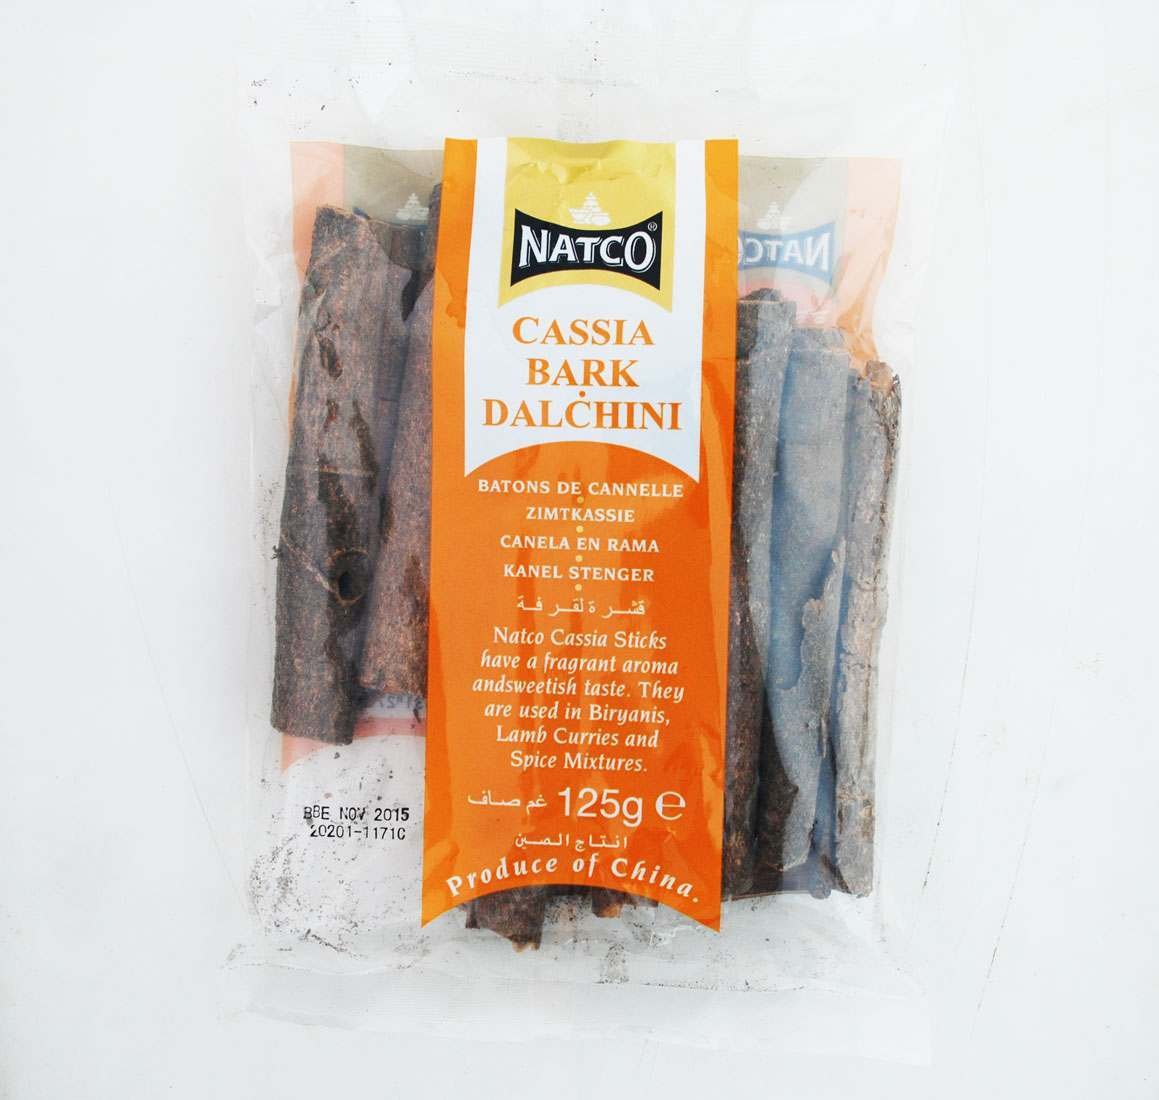 NATCO®
CASSIA
BARK
DALCHINI
BATONS DE CANNELLE
ZIMTKASSIE
CANELA EN RAMA
KANEL STENGER
قشرة لقرفة
Natco Cassia Sticks
have a fragrant aroma
andsweetish taste. They
are used in Biryanis,
Lamb Curries and
Spice Mixtures.
125g ℮ غم صاف
انتاج الصين
Produce of China.
BBE NOV 2015
20201-1171C
NATCO